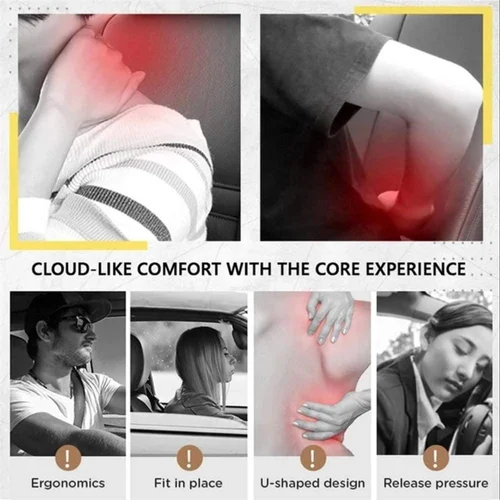 CLOUD-LIKE COMFORT WITH THE CORE EXPERIENCE
!
!
!
!
Ergonomics
Fit in place
U-shaped design
Release pressure